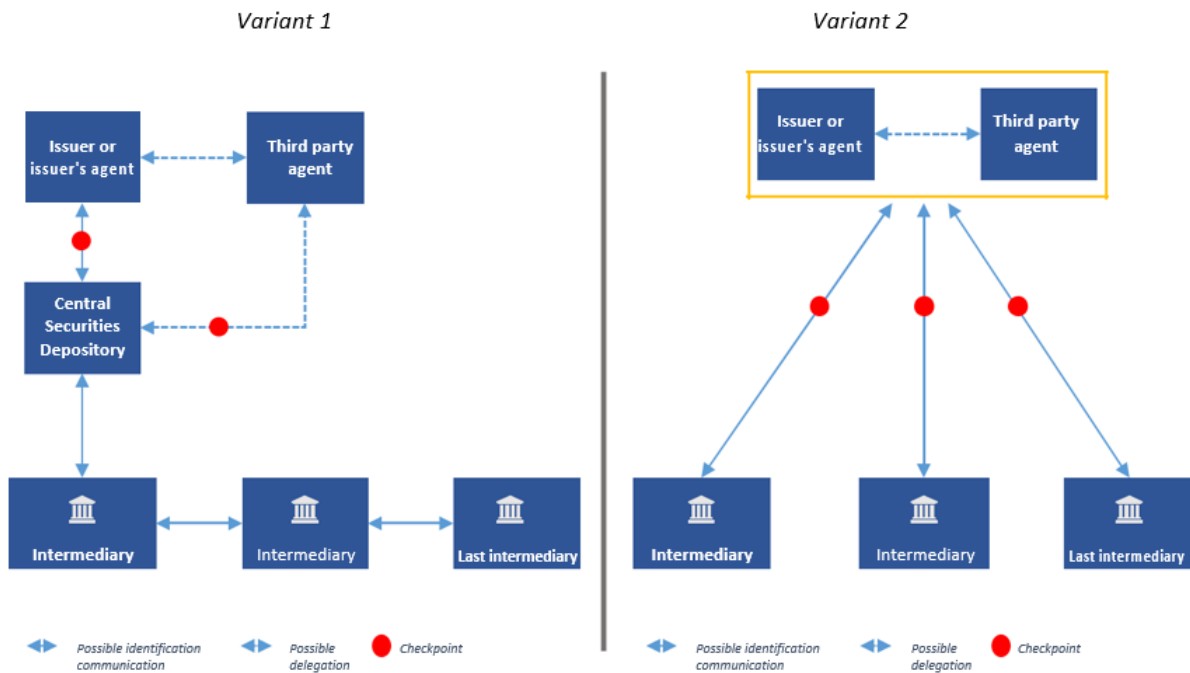 Variant 1
Issuer or
issuer's agent
Third party
agent
Central
Securities
Depository
Intermediary
Intermediary
Last intermediary
Possible identification
communication
Possible
delegation
Checkpoint
Variant 2
Issuer or
issuer's agent
Third party
agent
Intermediary
Intermediary
Last intermediary
Possible identification
communication
Possible
delegation
Checkpoint